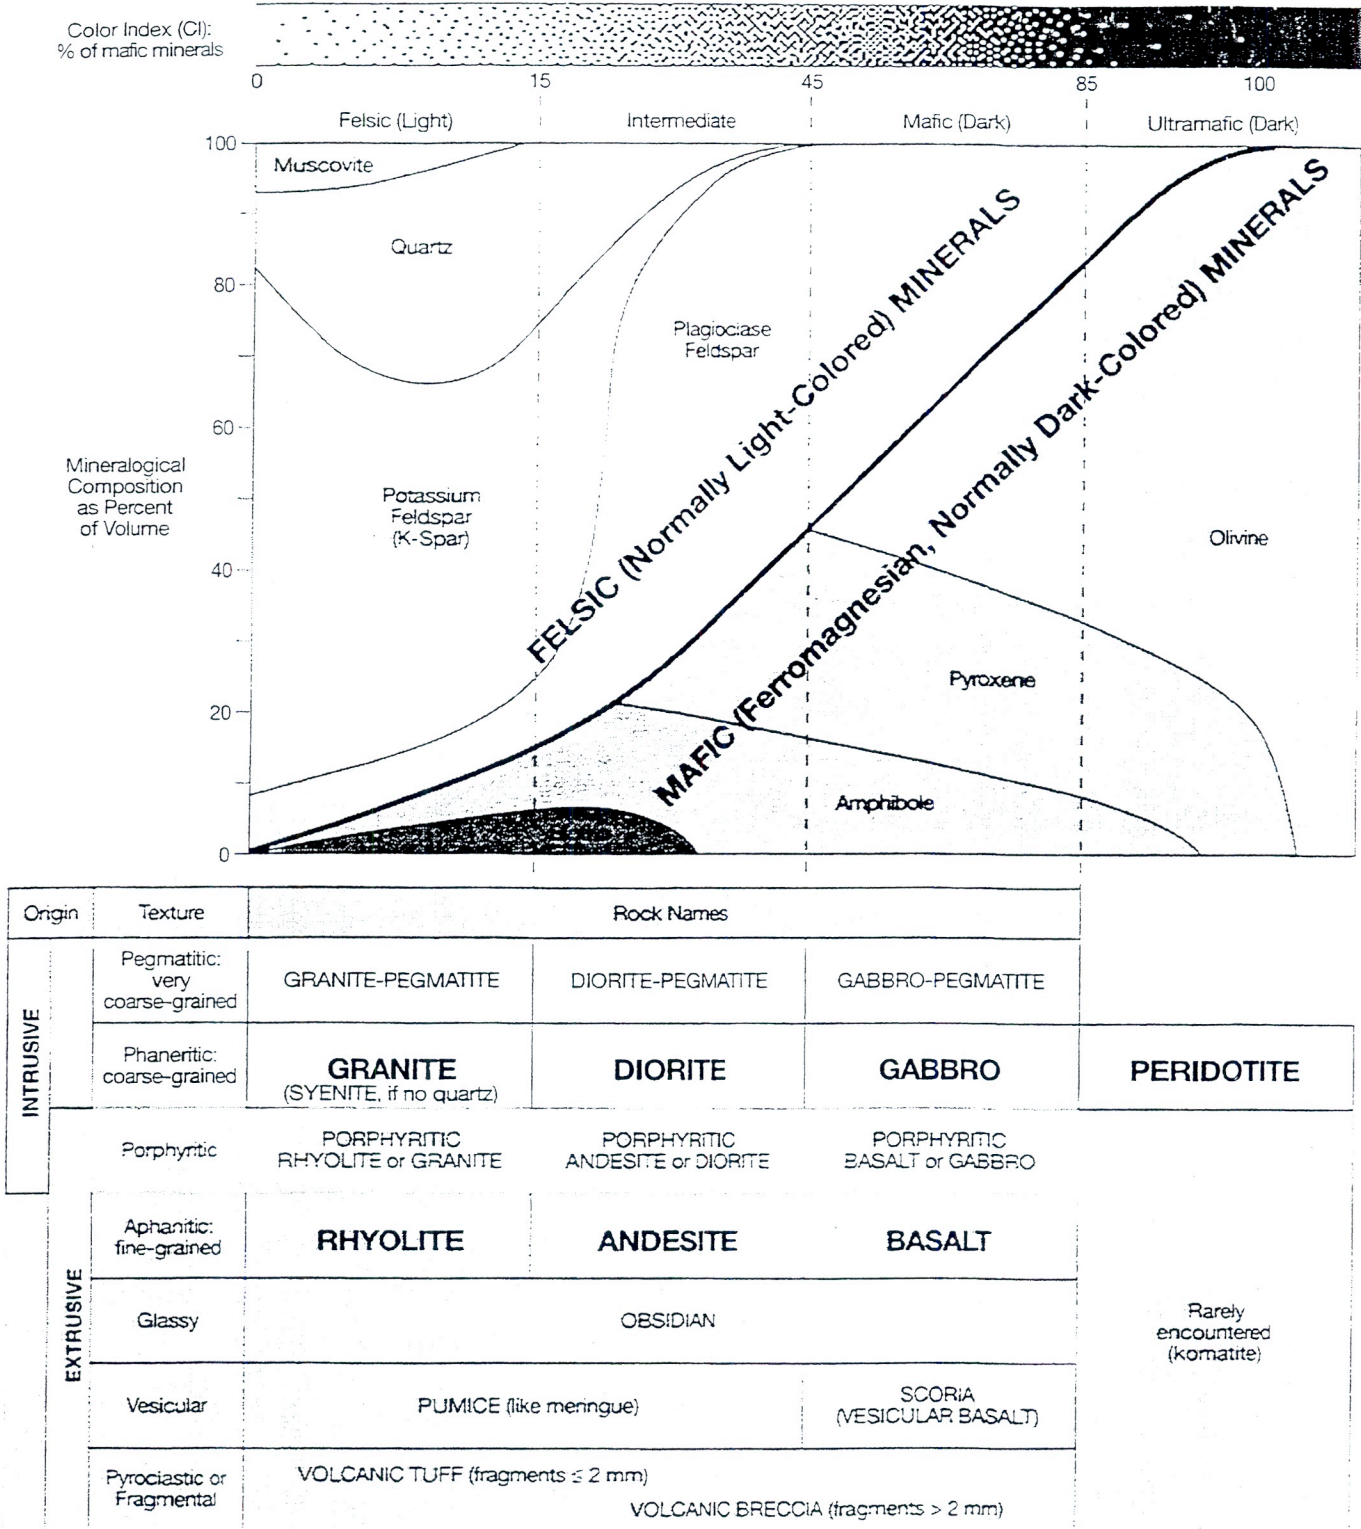 Color Index (CI):
% of mafic minerals
0 15 45 85 100
Felsic (Light) Intermediate Mafic (Dark) Ultramafic (Dark)
100
80
60
40
20
0
Mineralogical
Composition
as Percent
of Volume
Muscovite
Quartz
Potassium
Feldspar
(K-Spar)
Plagioclase
Feldspar
FELSIC (Normally Light-Colored) MINERALS
MAFIC (Ferromagnesian, Normally Dark-Colored) MINERALS
Olivine
Pyroxene
Amphibole
Origin Texture Rock Names
INTRUSIVE
EXTRUSIVE
Pegmatitic:
very
coarse-grained
GRANITE-PEGMATITE DIORITE-PEGMATITE GABBRO-PEGMATITE
Phaneritic:
coarse-grained
GRANITE
(SYENITE, if no quartz)
DIORITE
GABBRO
PERIDOTITE
Porphyritic
PORPHYRITIC
RHYOLITE or GRANITE
PORPHYRITIC
ANDESITE or DIORITE
PORPHYRITIC
BASALT or GABBRO
Aphanitic:
fine-grained
RHYOLITE ANDESITE BASALT
Glassy OBSIDIAN
Rarely
encountered
(komatite)
Vesicular PUMICE (like meringue)
SCORIA
(VESICULAR BASALT)
Pyroclastic or
Fragmental
VOLCANIC TUFF (fragments ≤ 2 mm)
VOLCANIC BRECCIA (fragments > 2 mm)